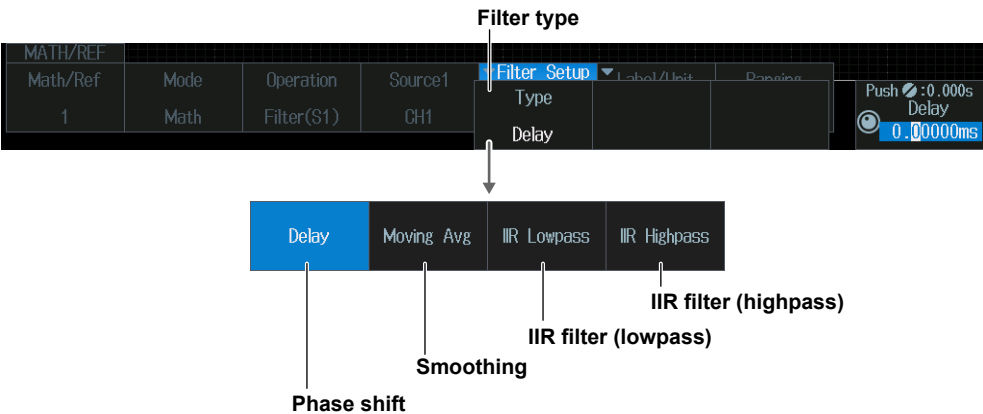 Filter type
MATH/REF
Math/Ref Mode Operation Source1 Filter Setup Label/Unit Ranging
1 Math Filter(S1) CH1
Type
Delay
Push :0.000s
Delay
0.00000ms
Delay Moving Avg IIR Lowpass IIR Highpass
IIR filter (highpass)
IIR filter (lowpass)
Smoothing
Phase shift